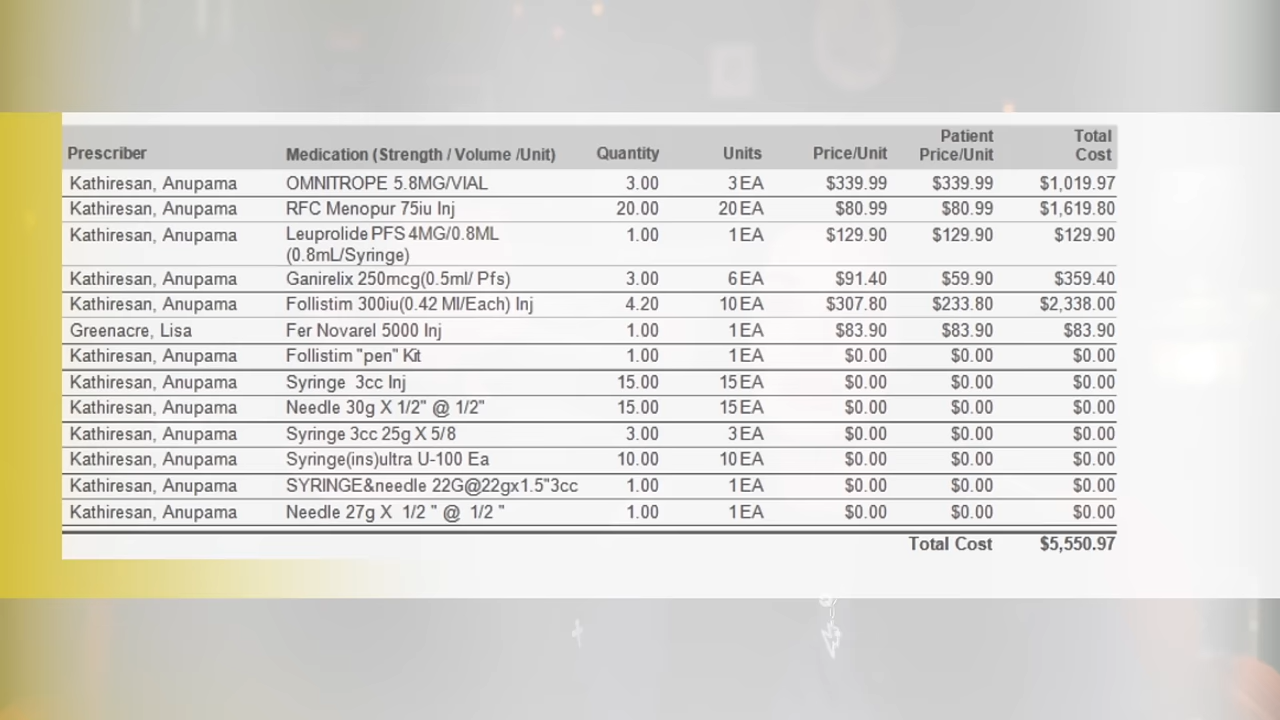 Prescriber Medication (Strength / Volume /Unit) Quantity Units Price/Unit Patient Price/Unit Total Cost
Kathiresan, Anupama OMNITROPE 5.8MG/VIAL 3.00 3 EA $339.99 $339.99 $1,019.97
Kathiresan, Anupama RFC Menopur 75iu Inj 20.00 20 EA $80.99 $80.99 $1,619.80
Kathiresan, Anupama Leuprolide PFS 4MG/0.8ML 1.00 1 EA $129.90 $129.90 $129.90
(0.8mL/Syringe)
Kathiresan, Anupama Ganirelix 250mcg(0.5ml/ Pfs) 3.00 6 EA $91.40 $59.90 $359.40
Kathiresan, Anupama Follistim 300iu(0.42 Ml/Each) Inj 4.20 10 EA $307.80 $233.80 $2,338.00
Greenacre, Lisa Fer Novarel 5000 Inj 1.00 1 EA $83.90 $83.90 $83.90
Kathiresan, Anupama Follistim "pen" Kit 1.00 1 EA $0.00 $0.00 $0.00
Kathiresan, Anupama Syringe 3cc Inj 15.00 15 EA $0.00 $0.00 $0.00
Kathiresan, Anupama Needle 30g X 1/2" @ 1/2" 15.00 15 EA $0.00 $0.00 $0.00
Kathiresan, Anupama Syringe 3cc 25g X 5/8 3.00 3 EA $0.00 $0.00 $0.00
Kathiresan, Anupama Syringe(ins)ultra U-100 Ea 10.00 10 EA $0.00 $0.00 $0.00
Kathiresan, Anupama SYRINGE&needle 22G@22gx1.5"3cc 1.00 1 EA $0.00 $0.00 $0.00
Kathiresan, Anupama Needle 27g X 1/2 " @ 1/2 " 1.00 1 EA $0.00 $0.00 $0.00
Total Cost $5,550.97